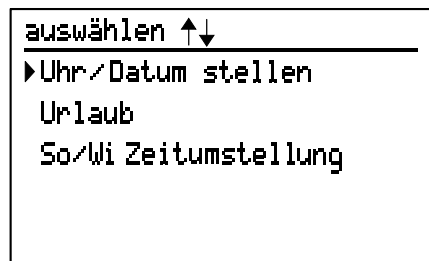 auswählen ↑↓
▶Uhr/Datum stellen
Urlaub
So/Wi Zeitumstellung